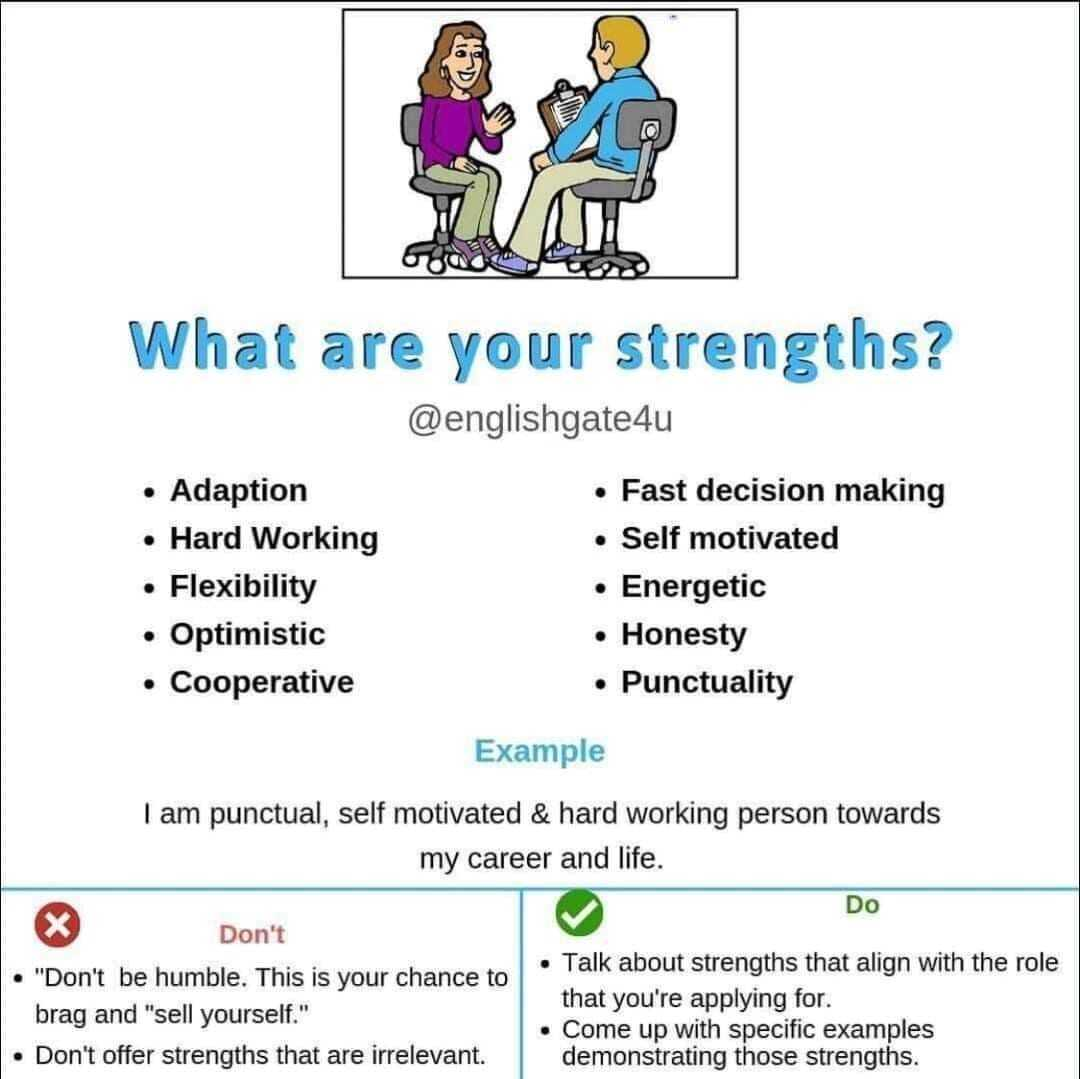 What are your strengths?
@englishgate4u
• Adaption
• Hard Working
• Flexibility
• Optimistic
• Cooperative
• Fast decision making
• Self motivated
• Energetic
• Honesty
• Punctuality
Example
I am punctual, self motivated & hard working person towards
my career and life.
Don't
• "Don't be humble. This is your chance to
brag and "sell yourself."
• Don't offer strengths that are irrelevant.
Do
• Talk about strengths that align with the role
that you're applying for.
• Come up with specific examples
demonstrating those strengths.